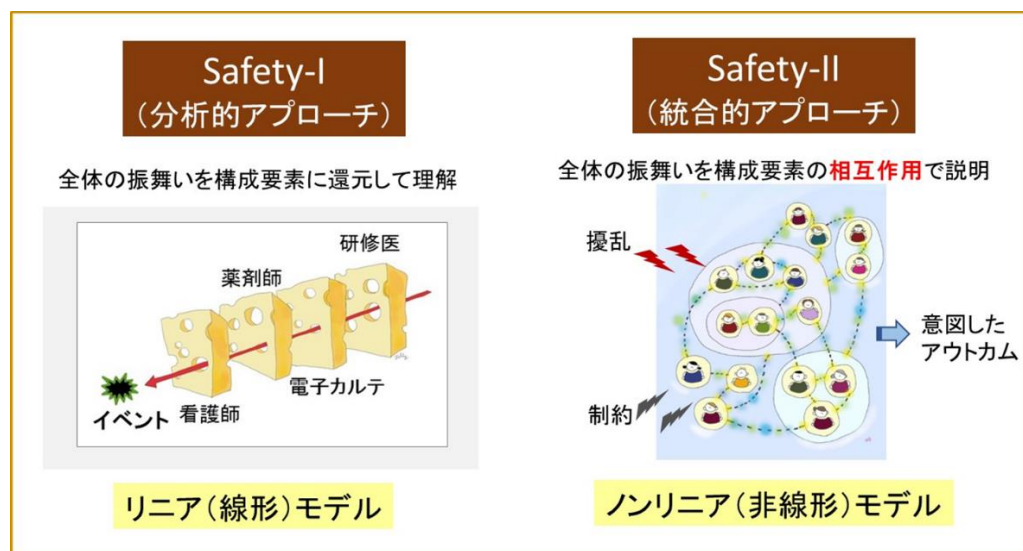 Safety-I
（分析的アプローチ）
全体の振舞いを構成要素に還元して理解
研修医
薬剤師
電子カルテ
看護師
イベント
リニア（線形）モデル
Safety-II
（統合的アプローチ）
全体の振舞いを構成要素の相互作用で説明
擾乱
制約
意図した
アウトカム
ノンリニア（非線形）モデル